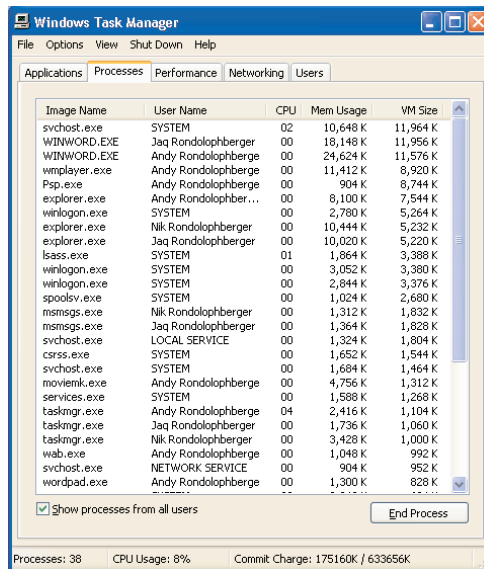 Windows Task Manager
File Options View Shut Down Help
Applications Processes Performance Networking Users
Image Name User Name CPU Mem Usage VM Size
svchost.exe SYSTEM 02 10,648 K 11,964 K
WINWORD.EXE Jaq Rondolophberger 00 18,148 K 11,956 K
WINWORD.EXE Andy Rondolophberge 00 24,624 K 11,576 K
wmplayer.exe Andy Rondolophberge 00 11,412 K 8,920 K
Psp.exe Andy Rondolophberge 00 904 K 8,744 K
explorer.exe Andy Rondolophber... 00 8,100 K 7,544 K
winlogon.exe SYSTEM 00 2,780 K 5,264 K
explorer.exe Nik Rondolophberger 00 10,444 K 5,232 K
explorer.exe Jaq Rondolophberger 00 10,020 K 5,220 K
lsass.exe SYSTEM 01 1,864 K 3,388 K
winlogon.exe SYSTEM 00 3,052 K 3,380 K
winlogon.exe SYSTEM 00 2,844 K 3,376 K
spoolsv.exe SYSTEM 00 1,024 K 2,680 K
msmsgs.exe Nik Rondolophberger 00 1,312 K 1,832 K
msmsgs.exe Jaq Rondolophberger 00 1,364 K 1,828 K
svchost.exe LOCAL SERVICE 00 1,324 K 1,804 K
csrss.exe SYSTEM 00 1,652 K 1,544 K
svchost.exe SYSTEM 00 1,684 K 1,464 K
moviemk.exe Andy Rondolophberge 00 4,756 K 1,312 K
services.exe SYSTEM 00 1,588 K 1,268 K
taskmgr.exe Andy Rondolophberge 04 2,416 K 1,104 K
taskmgr.exe Jaq Rondolophberger 00 1,736 K 1,060 K
taskmgr.exe Nik Rondolophberger 00 3,428 K 1,000 K
wab.exe Andy Rondolophberge 00 1,048 K 992 K
svchost.exe NETWORK SERVICE 00 904 K 952 K
wordpad.exe Andy Rondolophberge 00 1,300 K 828 K
Show processes from all users End Process
Processes: 38 CPU Usage: 8% Commit Charge: 175160K / 633656K